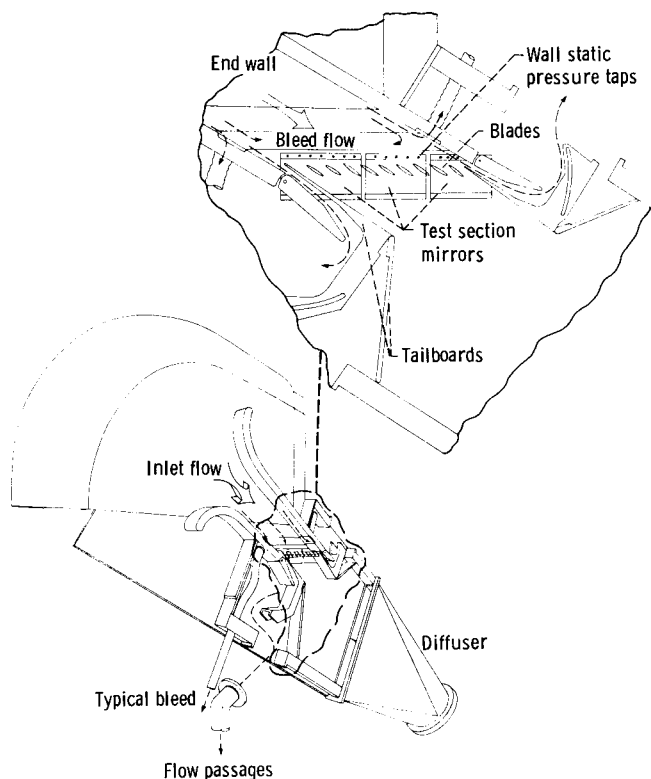 End wall
Wall static
pressure taps
Bleed flow
Blades
Test section
mirrors
Tailboards
Inlet flow
Diffuser
Typical bleed
Flow passages